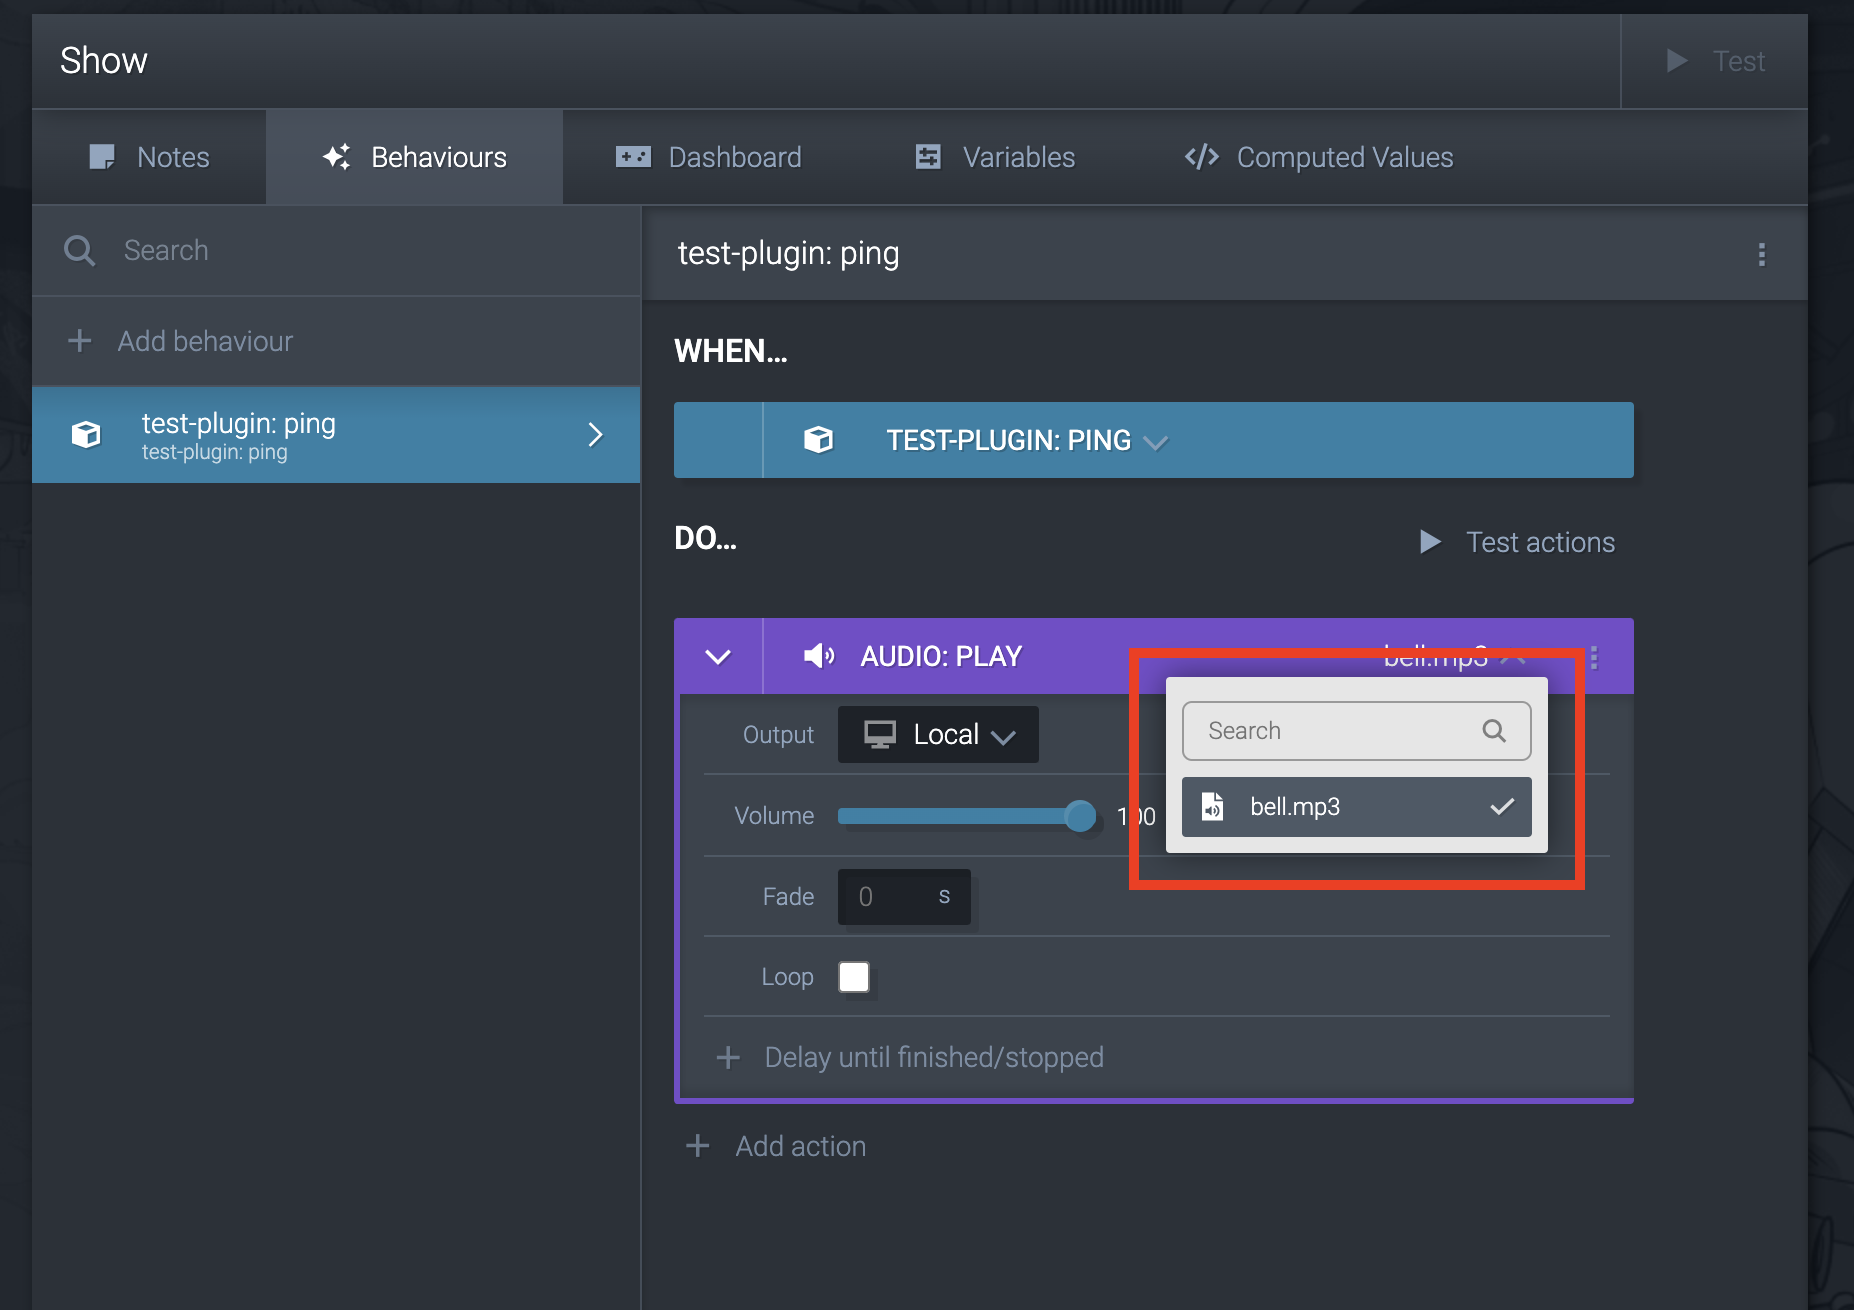 Show
Test
Notes
Behaviours
Dashboard
Variables
Computed Values
Search
Add behaviour
test-plugin: ping
test-plugin: ping
test-plugin: ping
WHEN...
TEST-PLUGIN: PING
DO...
Test actions
AUDIO: PLAY
bell.mp3
Output
Local
Search
Volume
100
bell.mp3
Fade
0
s
Loop
Delay until finished/stopped
Add action